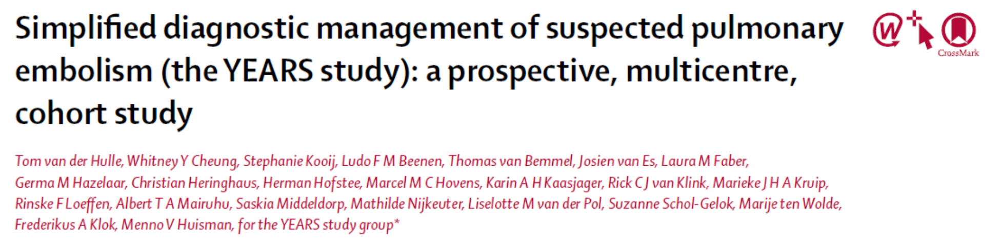 Simplified diagnostic management of suspected pulmonary
embolism (the YEARS study): a prospective, multicentre,
cohort study
W
CrossMark
Tom van der Hulle, Whitney Y Cheung, Stephanie Kooij, Ludo F M Beenen, Thomas van Bemmel, Josien van Es, Laura M Faber,
Germa M Hazelaar, Christian Heringhaus, Herman Hofstee, Marcel M C Hovens, Karin A H Kaasjager, Rick C J van Klink, Marieke J H A Kruip,
Rinske F Loeffen, Albert T A Mairuhu, Saskia Middeldorp, Mathilde Nijkeuter, Liselotte M van der Pol, Suzanne Schol-Gelok, Marije ten Wolde,
Frederikus A Klok, Menno V Huisman, for the YEARS study group*